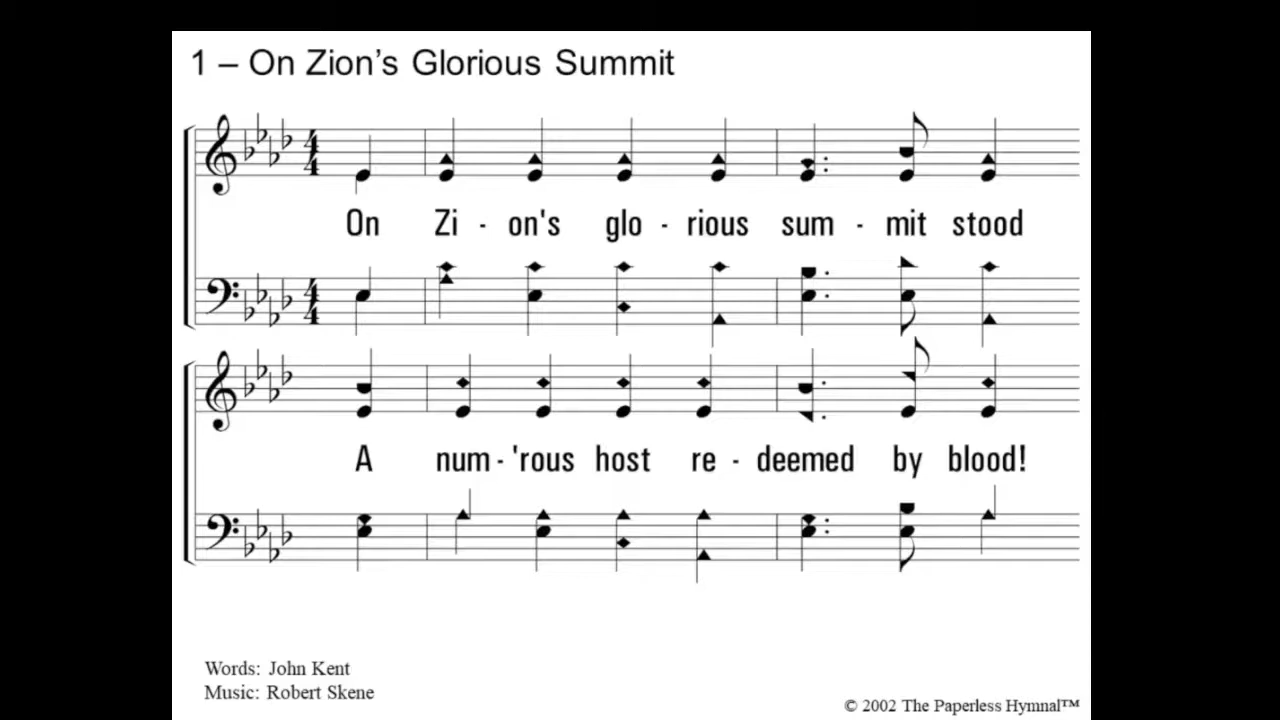 1 – On Zion's Glorious Summit
On Zi - on's glo - rious sum - mit stood
A num - 'rous host re - deemed by blood!
Words: John Kent
Music: Robert Skene
© 2002 The Paperless Hymnal™